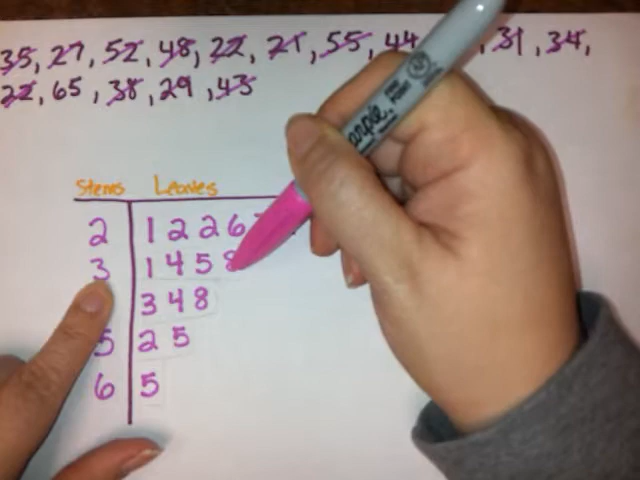 35, 27, 52, 48, 22, 21, 55, 44 , 31, 34,
22, 65, 38, 29, 43
Stems Leaves
2 1 2 2 6
3 1 4 5 8
3 4 8
5 2 5
6 5